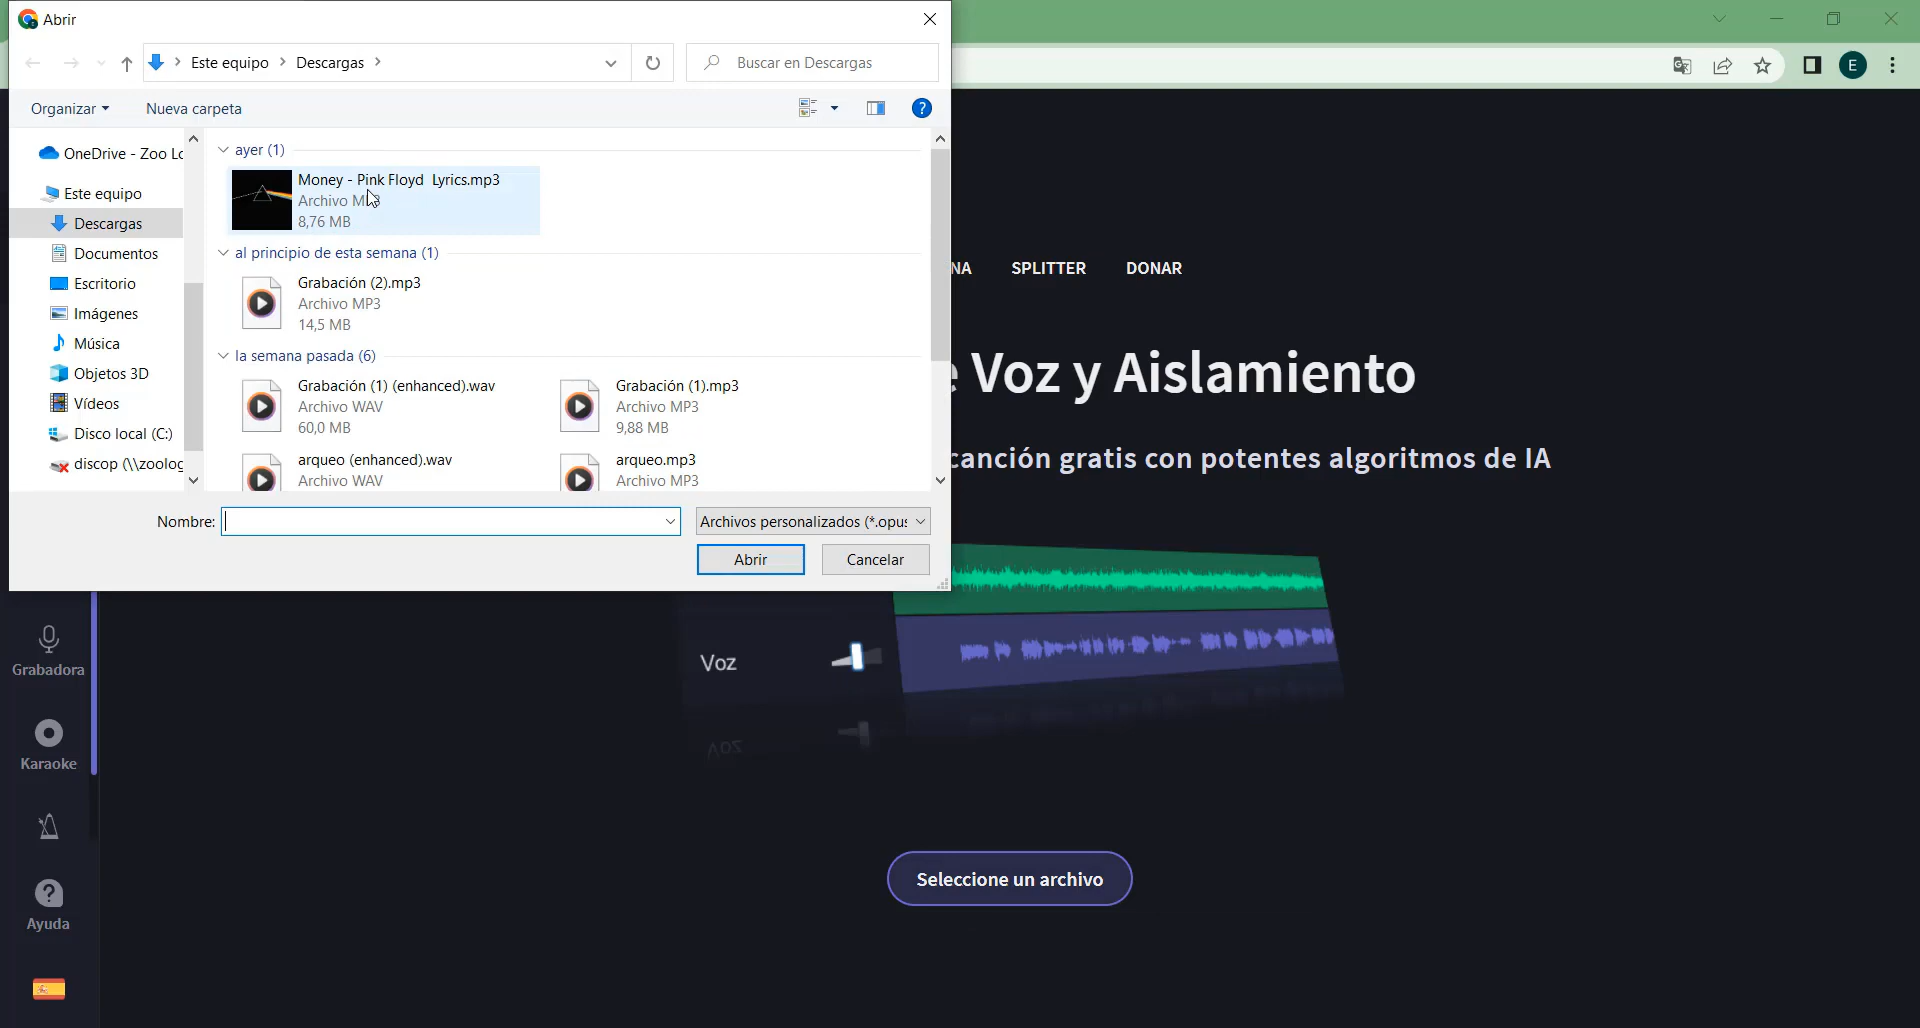 Abrir
Este equipo
Descargas
Buscar en Descargas
E
Organizar
Nueva carpeta
?
OneDrive - Zoo Lo
Este equipo
Descargas
Documentos
Escritorio
Imágenes
Música
Objetos 3D
Vídeos
Disco local (C:)
discop (\\zoolog
ayer (1)
Money - Pink Floyd Lyrics.mp3
Archivo MP3
8,76 MB
al principio de esta semana (1)
Grabación (2).mp3
Archivo MP3
14,5 MB
la semana pasada (6)
Grabación (1) (enhanced).wav
Archivo WAV
60,0 MB
Grabación (1).mp3
Archivo MP3
9,88 MB
arqueo (enhanced).wav
Archivo WAV
arqueo.mp3
Archivo MP3
Nombre:
Archivos personalizados (*.opus
Abrir
Cancelar
NA
SPLITTER
DONAR
e Voz y Aislamiento
canción gratis con potentes algoritmos de IA
Voz
Voz
Seleccione un archivo
Grabadora
Karaoke
?
Ayuda